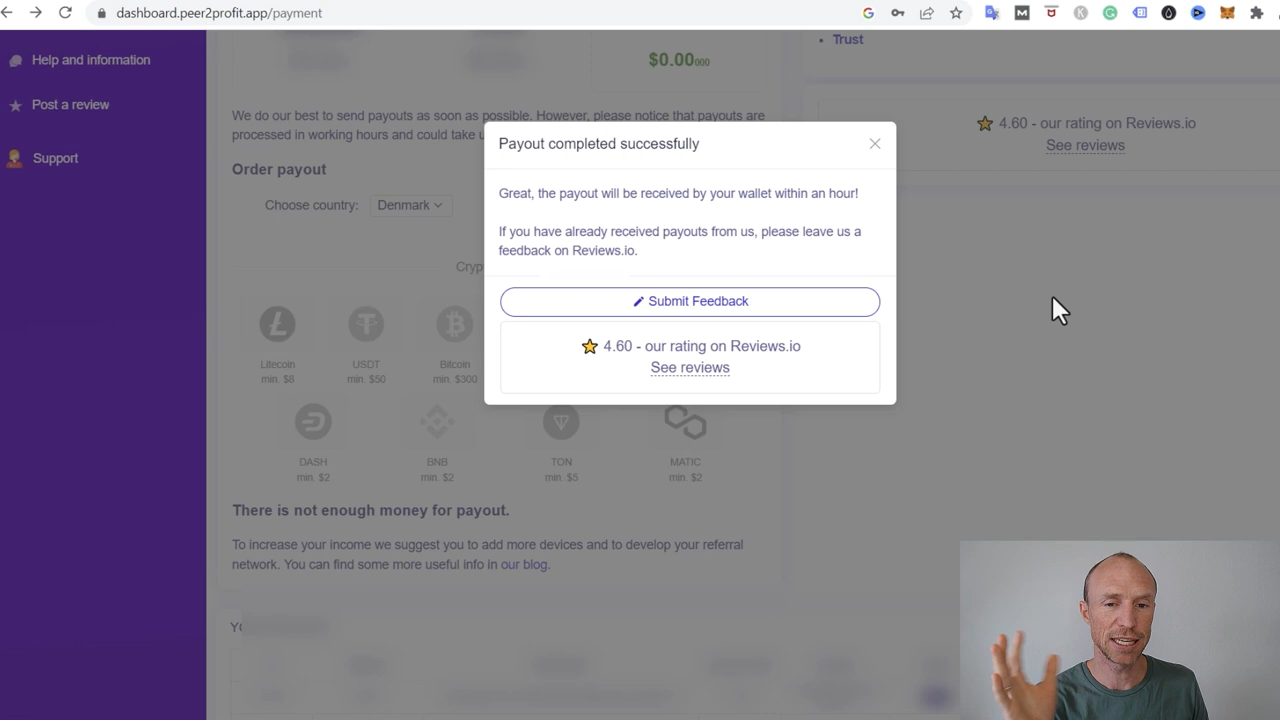 dashboard.peer2profit.app/payment
Help and information
Post a review
Support
$0.00000
Trust
We do our best to send payouts as soon as possible. However, please notice that payouts are
processed in working hours and could take
Order payout
Choose country: Denmark
4.60 - our rating on Reviews.io
See reviews
Payout completed successfully
Great, the payout will be received by your wallet within an hour!
If you have already received payouts from us, please leave us a
feedback on Reviews.io.
Submit Feedback
4.60 - our rating on Reviews.io
See reviews
Litecoin
min. $8
USDT
min. $50
Bitcoin
min. $300
DASH
min. $2
BNB
min. $2
TON
min. $5
MATIC
min. $2
There is not enough money for payout.
To increase your income we suggest you to add more devices and to develop your referral
network. You can find some more useful info in our blog.